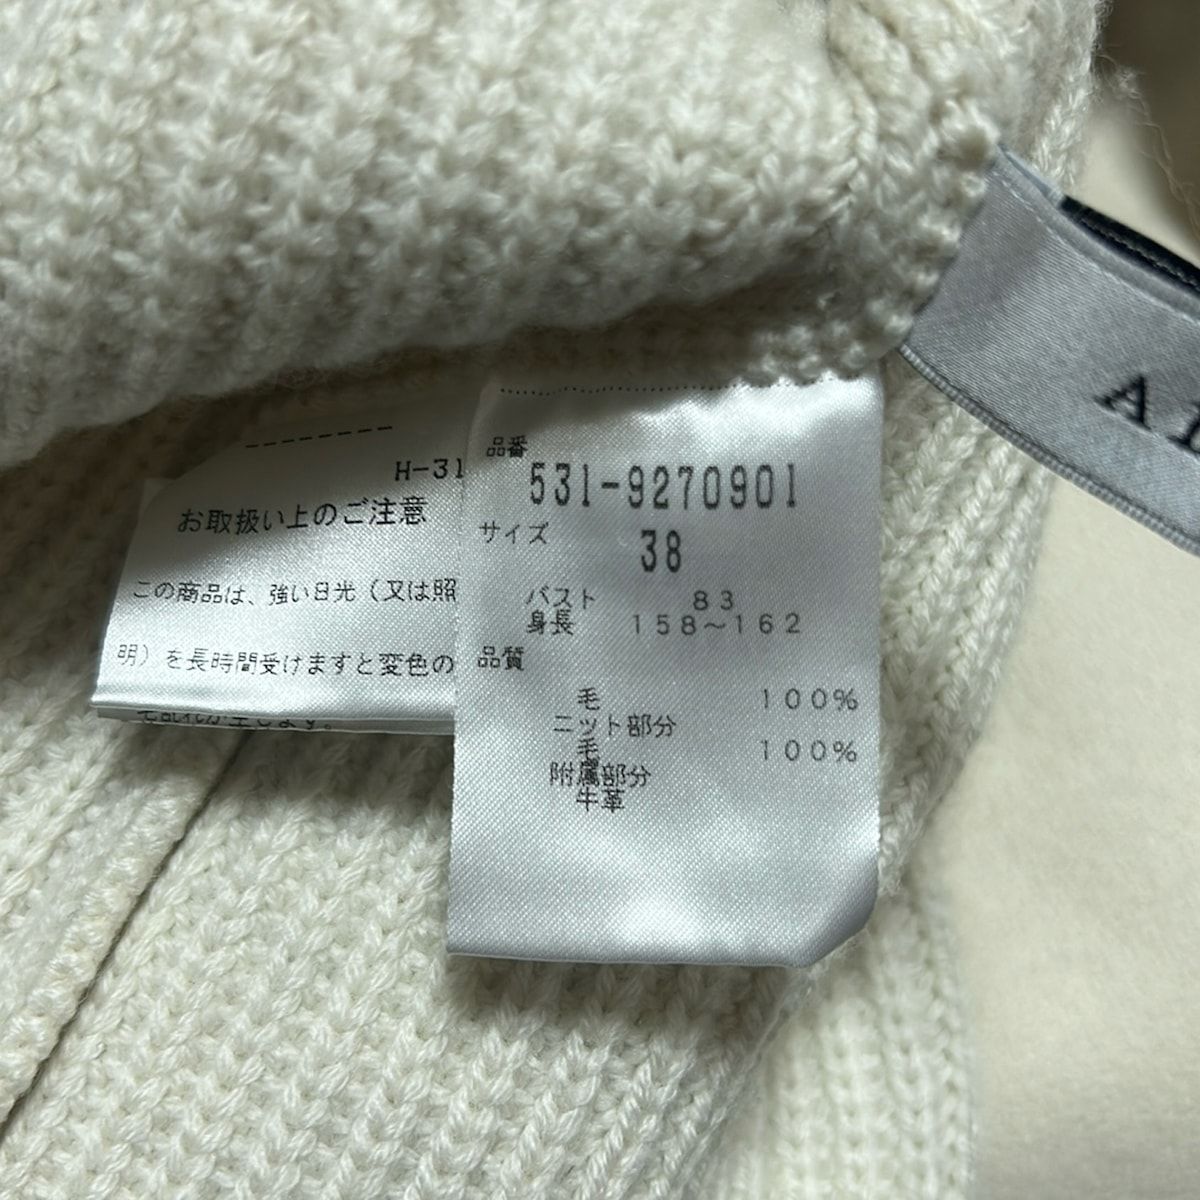 H-31
お取扱い上のご注意
この商品は、強い日光（又は照
明）を長時間受けますと変色の
品番
531-9270901
サイズ
38
バスト 83
身長 158～162
品質
毛 100%
ニット部分
毛 100%
附属部分
牛革